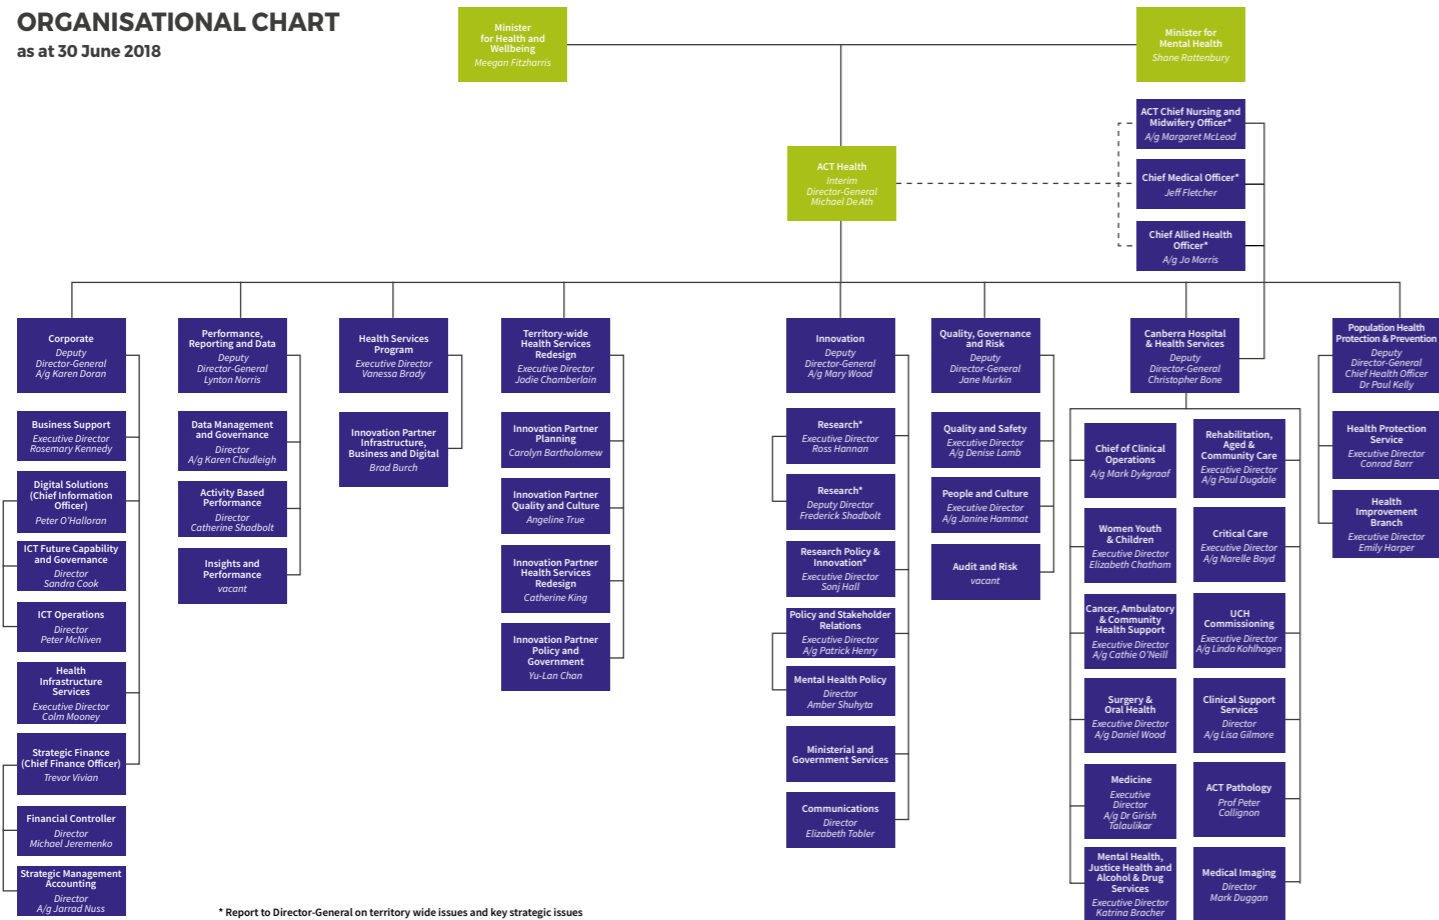 ORGANISATIONAL CHART
as at 30 June 2018
Minister
for Health and
Wellbeing
Meegan Fitzharris
Minister for
Mental Health
Shane Rattenbury
ACT Health
Interim
Director-General
Michael De Ath
ACT Chief Nursing and
Midwifery Officer*
A/g Margaret McLeod
Chief Medical Officer*
Jeff Fletcher
Chief Allied Health
Officer*
A/g Jo Morris
Corporate
Deputy
Director-General
A/g Karen Doran
Business Support
Executive Director
Rosemary Kennedy
Digital Solutions
(Chief Information
Officer)
Peter O'Halloran
ICT Future Capability
and Governance
Director
Sandra Cook
ICT Operations
Director
Peter McNiven
Health
Infrastructure
Services
Executive Director
Colm Mooney
Strategic Finance
(Chief Finance Officer)
Trevor Vivian
Financial Controller
Director
Michael Jeremenko
Strategic Management
Accounting
Director
A/g Jarrad Nuss
Performance,
Reporting and Data
Deputy
Director-General
Lynton Norris
Data Management
and Governance
Director
A/g Karen Chudleigh
Activity Based
Performance
Director
Catherine Shadbolt
Insights and
Performance
vacant
Health Services
Program
Executive Director
Vanessa Brady
Innovation Partner
Infrastructure,
Business and Digital
Brad Burch
Territory-wide
Health Services
Redesign
Executive Director
Jodie Chamberlain
Innovation Partner
Planning
Carolyn Bartholomew
Innovation Partner
Quality and Culture
Angeline True
Innovation Partner
Health Services
Redesign
Catherine King
Innovation Partner
Policy and
Government
Yu-Lan Chan
Innovation
Deputy
Director-General
A/g Mary Wood
Research*
Executive Director
Ross Hannan
Research*
Deputy Director
Frederick Shadbolt
Research Policy &
Innovation*
Executive Director
Sonj Hall
Policy and Stakeholder
Relations
Executive Director
A/g Patrick Henry
Mental Health Policy
Director
Amber Shuhyta
Ministerial and
Government Services
Communications
Director
Elizabeth Tobler
Quality, Governance
and Risk
Deputy
Director-General
Jane Murkin
Quality and Safety
Executive Director
A/g Denise Lamb
People and Culture
Executive Director
A/g Janine Hammat
Audit and Risk
vacant
Canberra Hospital
& Health Services
Deputy
Director-General
Christopher Bone
Chief of Clinical
Operations
A/g Mark Dykgraaf
Women Youth
& Children
Executive Director
Elizabeth Chatham
Cancer, Ambulatory
& Community
Health Support
Executive Director
A/g Cathie O'Neill
Surgery &
Oral Health
Executive Director
A/g Daniel Wood
Medicine
Executive
Director
A/g Dr Girish
Talaulikar
Mental Health,
Justice Health and
Alcohol & Drug
Services
Executive Director
Katrina Bracher
Rehabilitation,
Aged &
Community Care
Executive Director
A/g Paul Dugdale
Critical Care
Executive Director
A/g Narelle Boyd
UCH
Commissioning
Executive Director
A/g Linda Kohlhagen
Clinical Support
Services
Director
A/g Lisa Gilmore
ACT Pathology
Prof Peter
Collignon
Medical Imaging
Director
Mark Duggan
Population Health
Protection & Prevention
Deputy
Director-General
Chief Health Officer
Dr Paul Kelly
Health Protection
Service
Executive Director
Conrad Barr
Health
Improvement
Branch
Executive Director
Emily Harper
* Report to Director-General on territory wide issues and key strategic issues